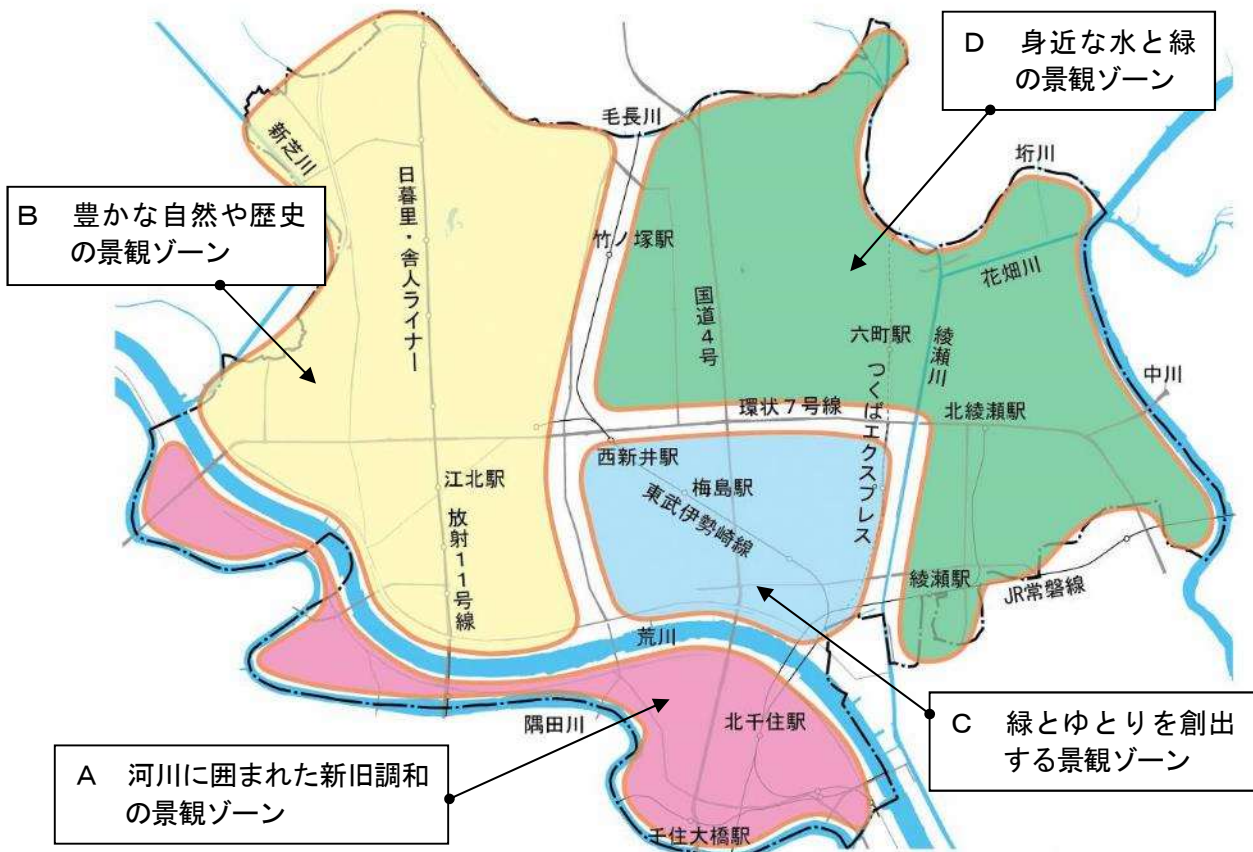 D 身近な水と緑
の景観ゾーン
毛長川
新芝川
垳川
B 豊かな自然や歴史
の景観ゾーン
日暮里・舎人ライナー
竹ノ塚駅
国道4号
花畑川
六町駅
綾瀬川
つくばエクスプレス
中川
環状7号線
北綾瀬駅
西新井駅
江北駅
梅島駅
東武伊勢崎線
放射11号線
綾瀬駅
JR常磐線
荒川
隅田川
北千住駅
C 緑とゆとりを創出
する景観ゾーン
A 河川に囲まれた新旧調和
の景観ゾーン
千住大橋駅